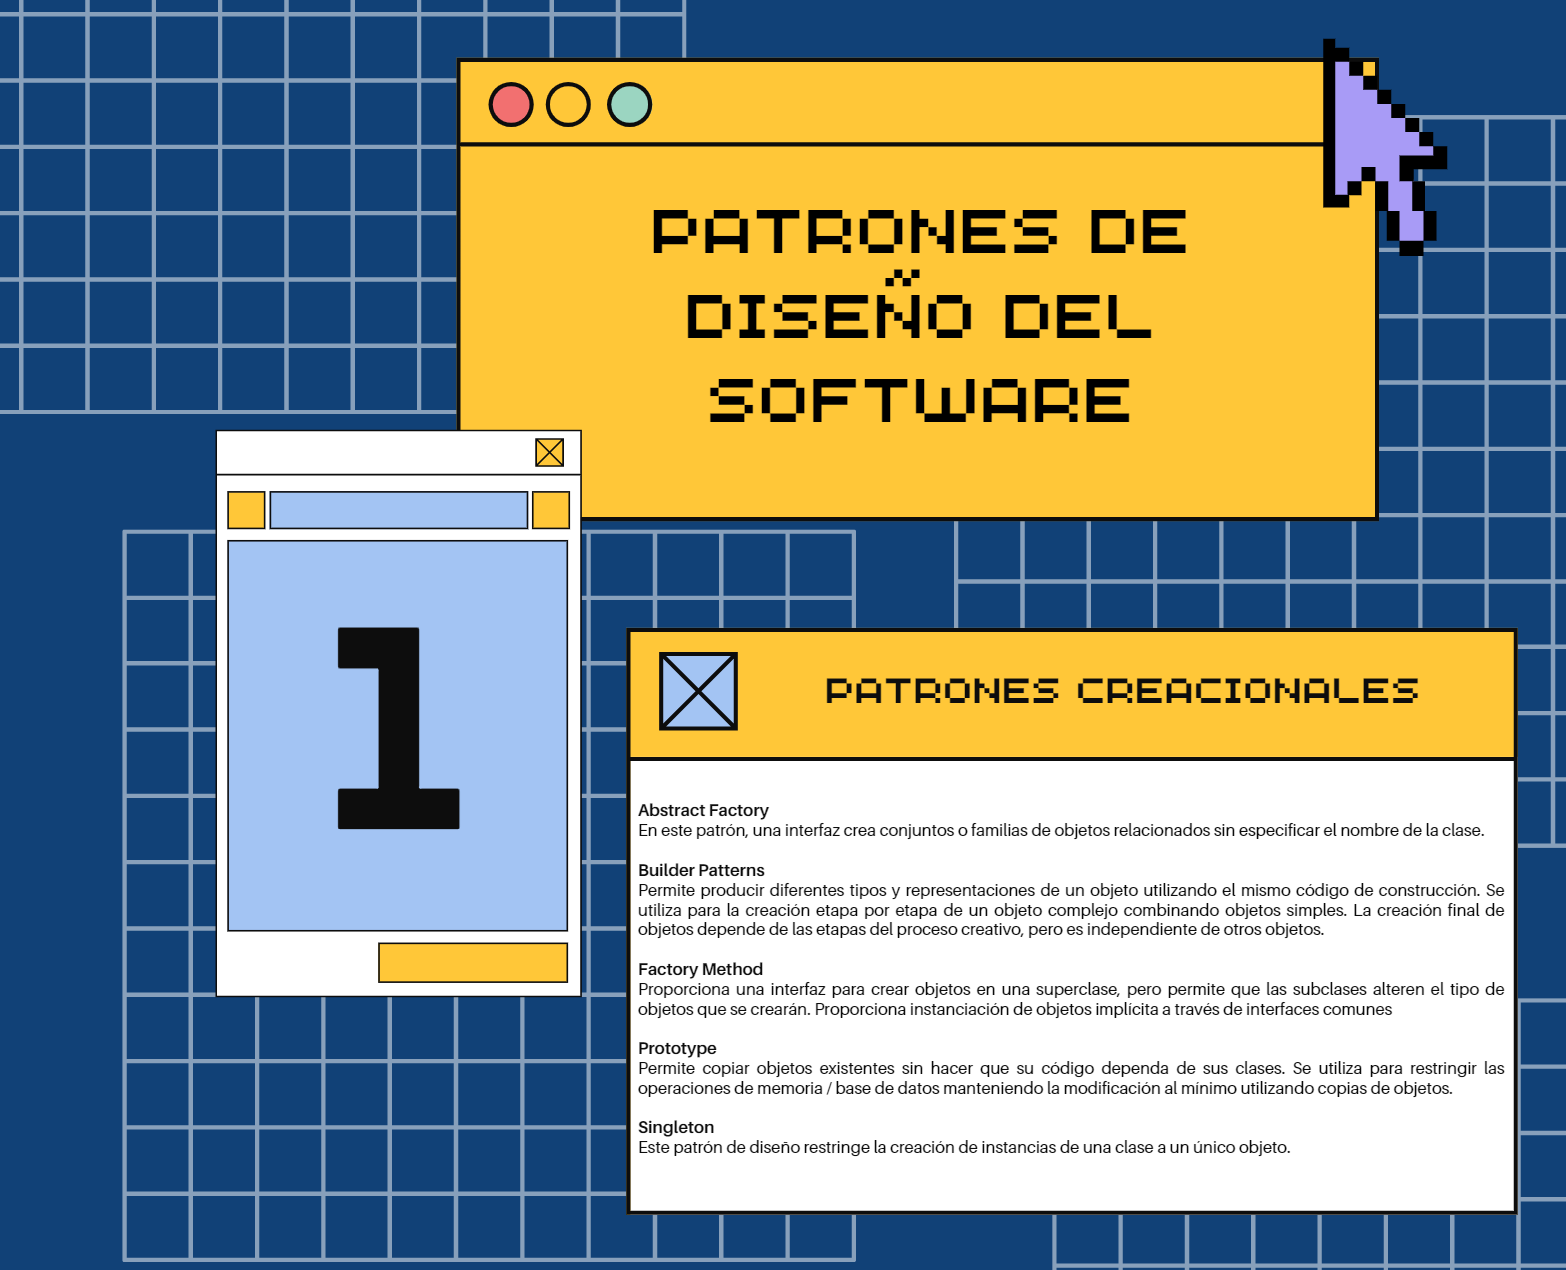 PATRONES DE
DISEÑO DEL
SOFTWARE
1
PATRONES CREACIONALES
Abstract Factory
En este patrón, una interfaz crea conjuntos o familias de objetos relacionados sin especificar el nombre de la clase.
Builder Patterns
Permite producir diferentes tipos y representaciones de un objeto utilizando el mismo código de construcción. Se
utiliza para la creación etapa por etapa de un objeto complejo combinando objetos simples. La creación final de
objetos depende de las etapas del proceso creativo, pero es independiente de otros objetos.
Factory Method
Proporciona una interfaz para crear objetos en una superclase, pero permite que las subclases alteren el tipo de
objetos que se crearán. Proporciona instanciación de objetos implícita a través de interfaces comunes
Prototype
Permite copiar objetos existentes sin hacer que su código dependa de sus clases. Se utiliza para restringir las
operaciones de memoria / base de datos manteniendo la modificación al mínimo utilizando copias de objetos.
Singleton
Este patrón de diseño restringe la creación de instancias de una clase a un único objeto.